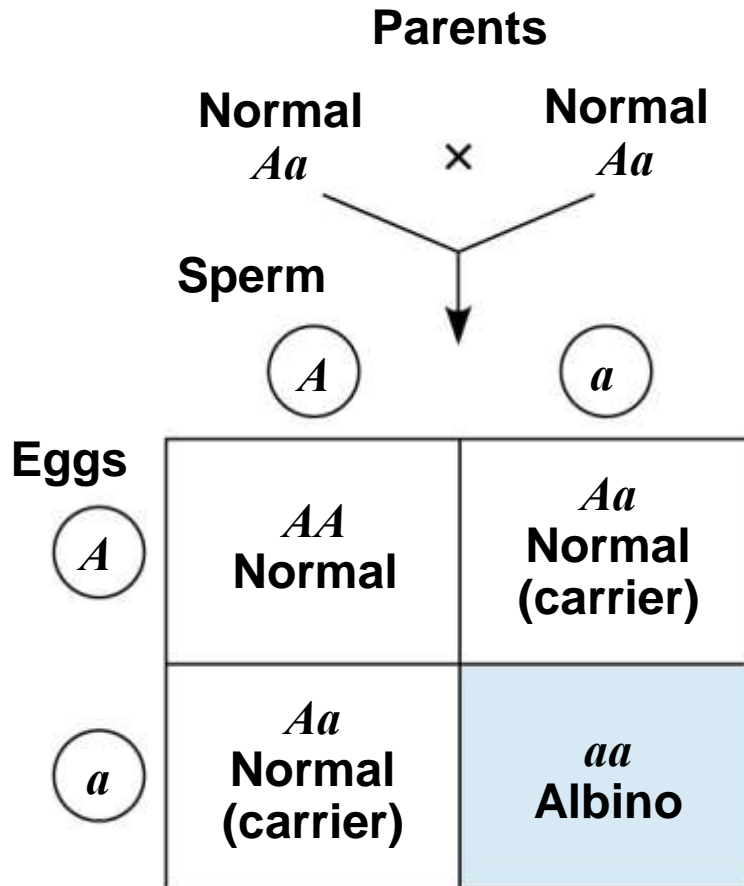 Parents
Normal Normal
Aa × Aa
Sperm
A a
Eggs
A
AA
Normal
Aa
Normal
(carrier)
a
Aa
Normal
(carrier)
aa
Albino